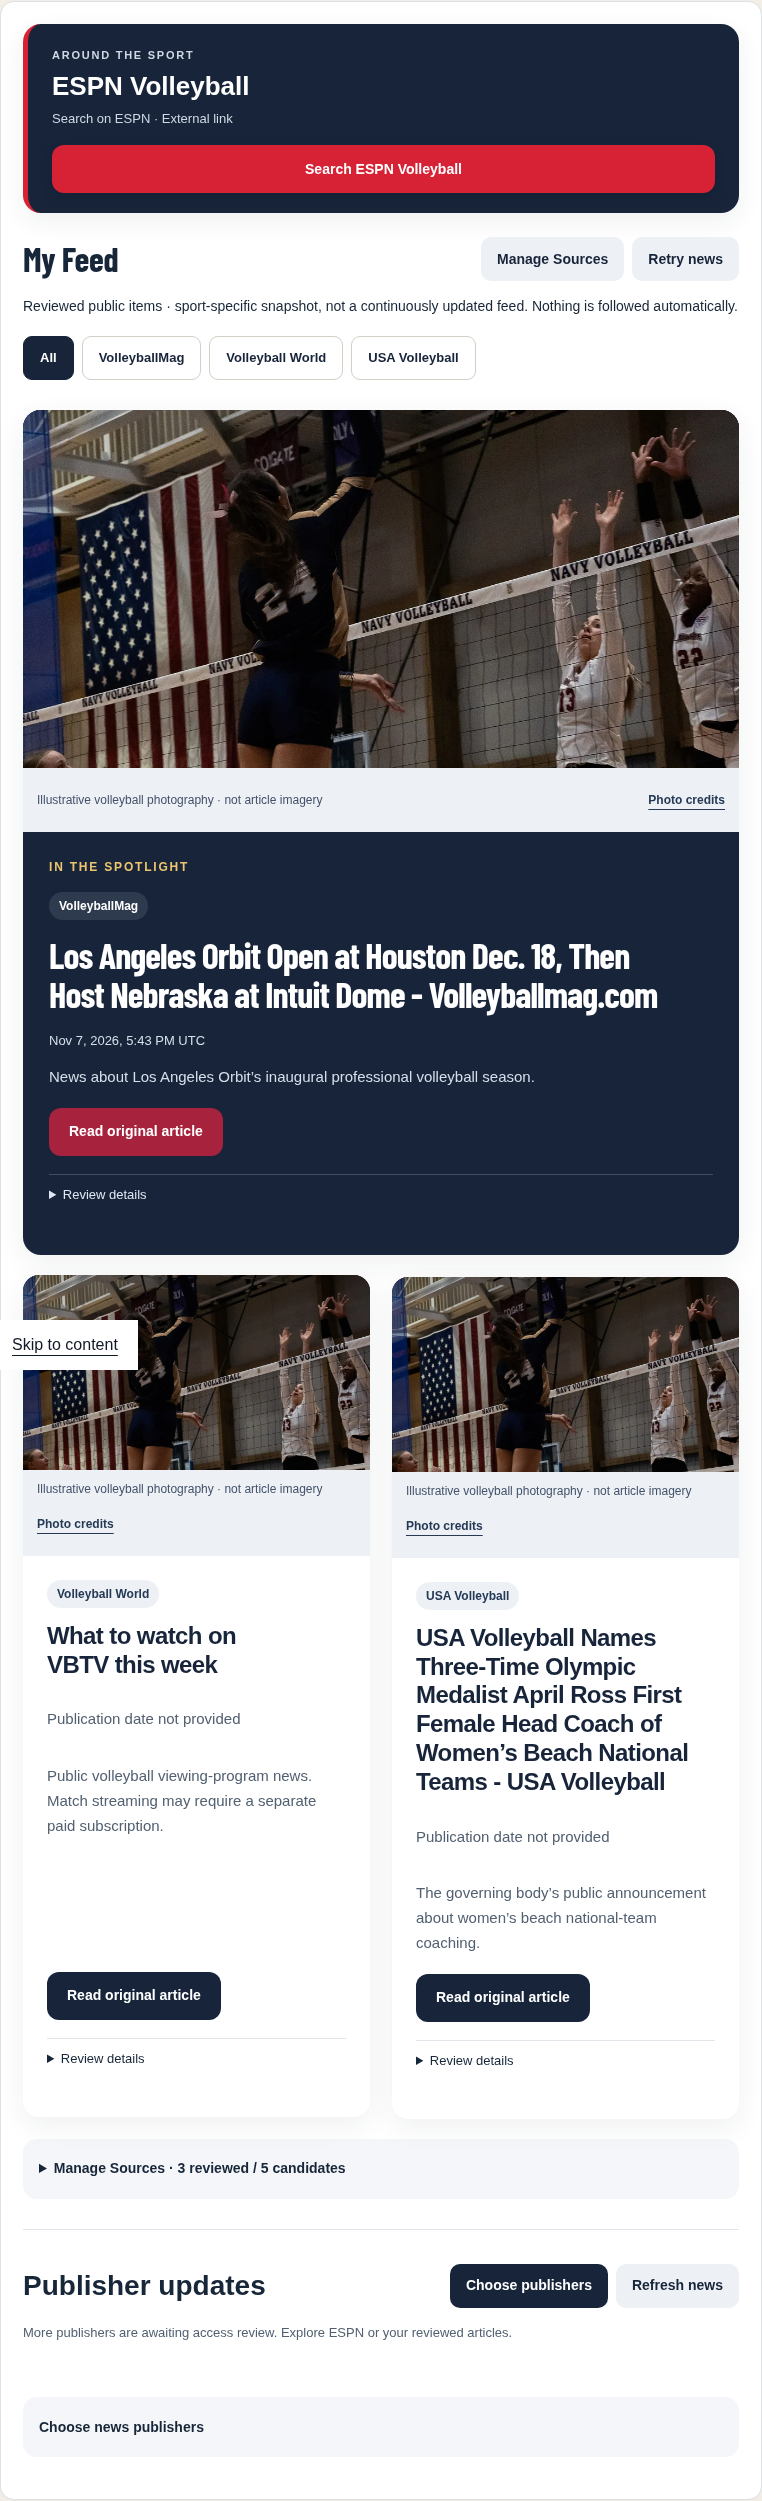 AROUND THE SPORT
ESPN Volleyball
Search on ESPN · External link
Search ESPN Volleyball
My Feed
Manage Sources
Retry news
Reviewed public items · sport-specific snapshot, not a continuously updated feed. Nothing is followed automatically.
All
VolleyballMag
Volleyball World
USA Volleyball
COLGATE
24
NAVY VOLLEYBALL
NAVY VOLLEYBALL
NAVY VOL
NAVY VOLLEYBALL
22
13
Illustrative volleyball photography · not article imagery
Photo credits
IN THE SPOTLIGHT
VolleyballMag
Los Angeles Orbit Open at Houston Dec. 18, Then
Host Nebraska at Intuit Dome - Volleyballmag.com
Nov 7, 2026, 5:43 PM UTC
News about Los Angeles Orbit’s inaugural professional volleyball season.
Read original article
Review details
Skip to content
Illustrative volleyball photography · not article imagery
Photo credits
Volleyball World
What to watch on
VBTV this week
Publication date not provided
Public volleyball viewing-program news.
Match streaming may require a separate
paid subscription.
Read original article
Review details
Illustrative volleyball photography · not article imagery
Photo credits
USA Volleyball
USA Volleyball Names
Three-Time Olympic
Medalist April Ross First
Female Head Coach of
Women’s Beach National
Teams - USA Volleyball
Publication date not provided
The governing body’s public announcement
about women’s beach national-team
coaching.
Read original article
Review details
Manage Sources · 3 reviewed / 5 candidates
Publisher updates
Choose publishers
Refresh news
More publishers are awaiting access review. Explore ESPN or your reviewed articles.
Choose news publishers